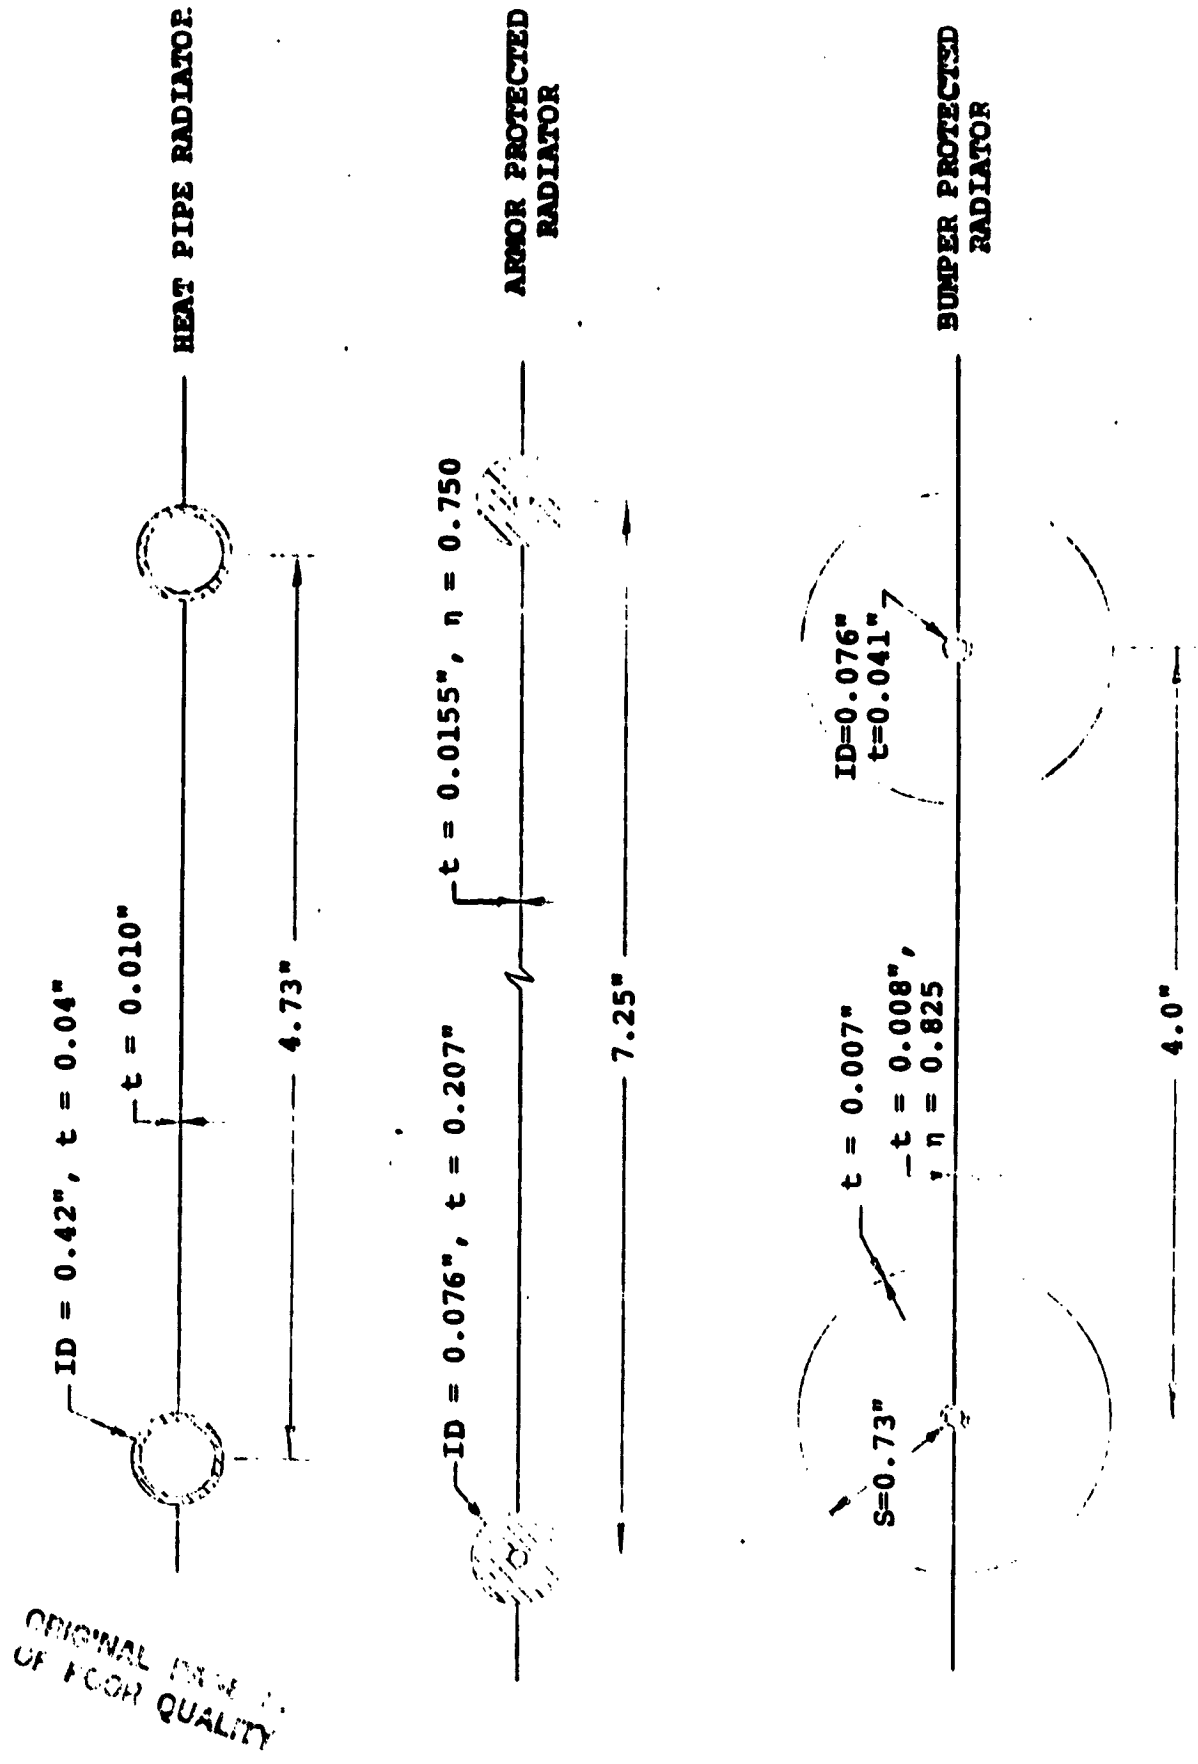 ID = 0.42", t = 0.04"
t = 0.010"
4.73"
HEAT PIPE RADIATOR
ID = 0.076", t = 0.207"
t = 0.0155", η = 0.750
7.25"
ARMOR PROTECTED
RADIATOR
S=0.73"
t = 0.007"
t = 0.008",
η = 0.825
ID=0.076"
t=0.041"
4.0"
BUMPER PROTECTED
RADIATOR
ORIGINAL
OF POOR QUALITY